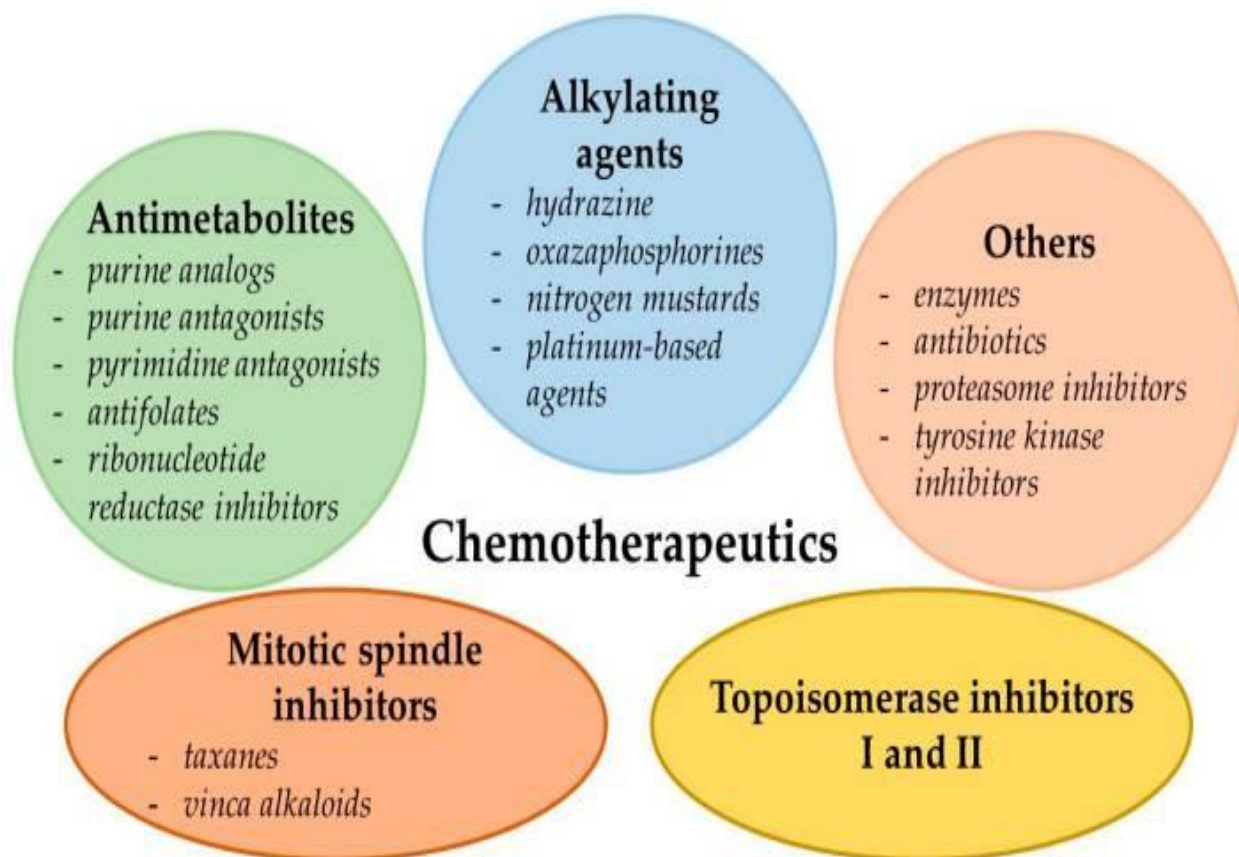 Alkylating
agents
- hydrazine
- oxazaphosphorines
- nitrogen mustards
- platinum-based
agents
Antimetabolites
- purine analogs
- purine antagonists
- pyrimidine antagonists
- antifolates
- ribonucleotide
reductase inhibitors
Others
- enzymes
- antibiotics
- proteasome inhibitors
- tyrosine kinase
inhibitors
Chemotherapeutics
Mitotic spindle
inhibitors
- taxanes
- vinca alkaloids
Topoisomerase inhibitors
I and II